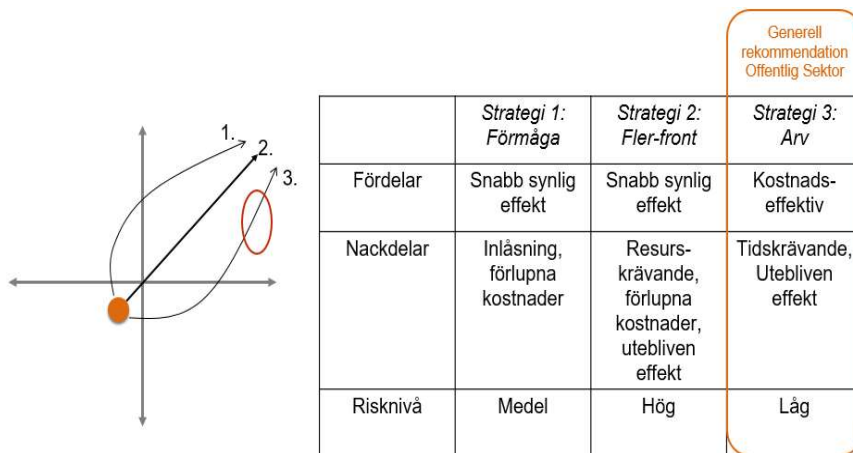 Generell
rekommendation
Offentlig Sektor
1.
2.
3.
Strategi 1:
Förmåga
Strategi 2:
Fler-front
Strategi 3:
Arv
Fördelar
Snabb synlig
effekt
Snabb synlig
effekt
Kostnads-
effektiv
Nackdelar
Inlåsning,
förlupna
kostnader
Resurs-
krävande,
förlupna
kostnader,
utebliven
effekt
Tidskrävande,
Utebliven
effekt
Risknivå
Medel
Hög
Låg